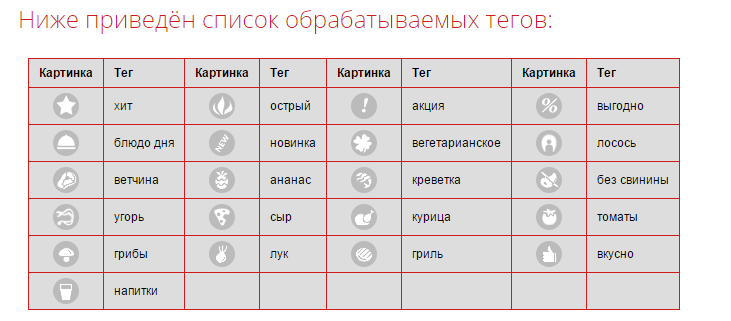 Ниже приведён список обрабатываемых тегов:
Картинка Тег Картинка Тег Картинка Тег Картинка Тег
хит острый ! акция % выгодно
блюдо дня NEW новинка вегетарианское лосось
ветчина ананас креветка без свинины
угорь сыр курица томаты
грибы лук гриль вкусно
напитки